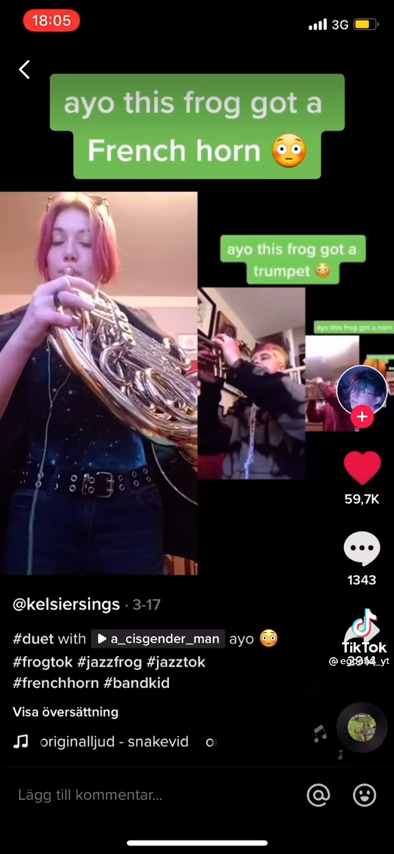 18:05
3G
ayo this frog got a
French horn 😳
ayo this frog got a
trumpet 😳
ayo this frog got a horn
59,7K
1343
@kelsiersings · 3-17
#duet with ▶ a_cisgender_man ayo 😳
#frogtok #jazzfrog #jazztok
#frenchhorn #bandkid
TikTok
2914
Visa översättning
originalljud - snakevid o
Lägg till kommentar...